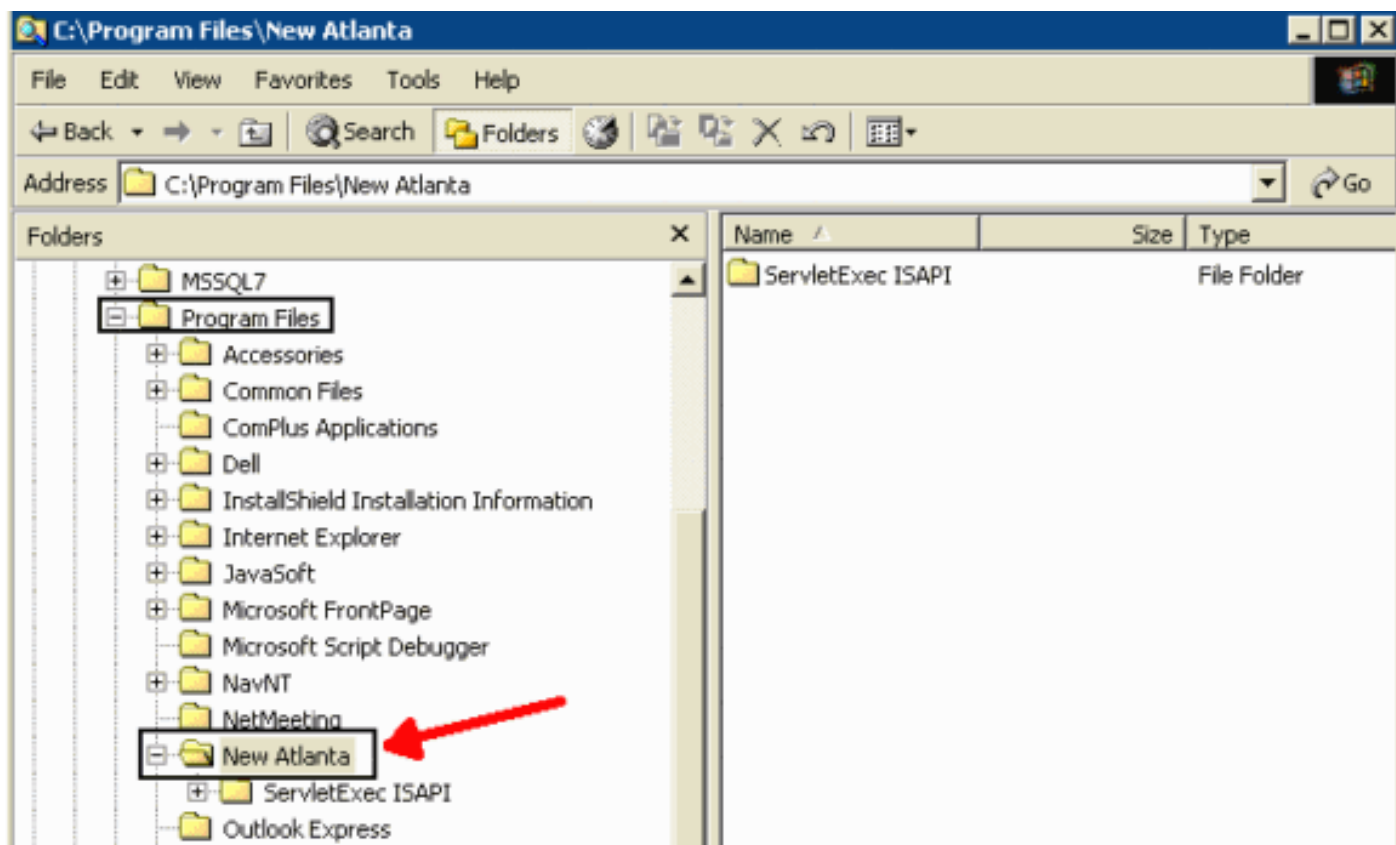 C:\Program Files\New Atlanta
File Edit View Favorites Tools Help
Back Search Folders
Address C:\Program Files\New Atlanta Go
Folders
Name Size Type
MSSQL7
Program Files
Accessories
Common Files
ComPlus Applications
Dell
InstallShield Installation Information
Internet Explorer
JavaSoft
Microsoft FrontPage
Microsoft Script Debugger
NavNT
NetMeeting
New Atlanta
ServletExec ISAPI
Outlook Express
ServletExec ISAPI File Folder